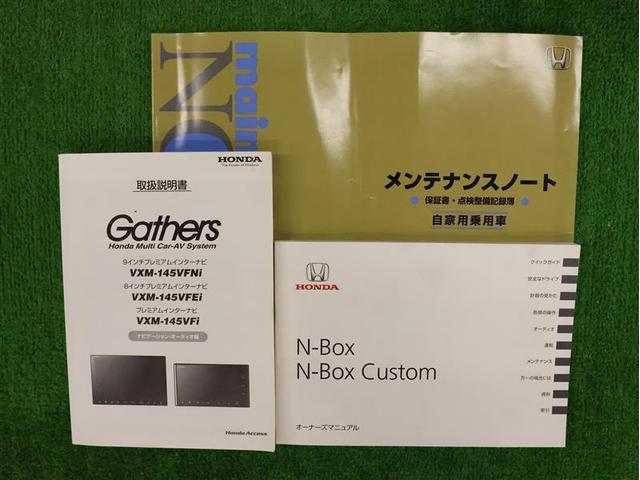 main
NO
メンテナンスノート
保証書・点検整備記録簿
自家用乗用車
HONDA
The Power of Dreams
取扱説明書
Gathers
Honda Multi Car-AV System
9インチプレミアムインターナビ
VXM-145VFNi
8インチプレミアムインターナビ
VXM-145VFEi
プレミアムインターナビ
VXM-145VFi
ナビゲーション・オーディオ編
Honda Access
HONDA
N-Box
N-Box Custom
オーナーズマニュアル
クイックガイド
安全なドライブ
計器の見かた
各部の操作
オーディオ
運転
メンテナンス
万一の場合には
資料
索引